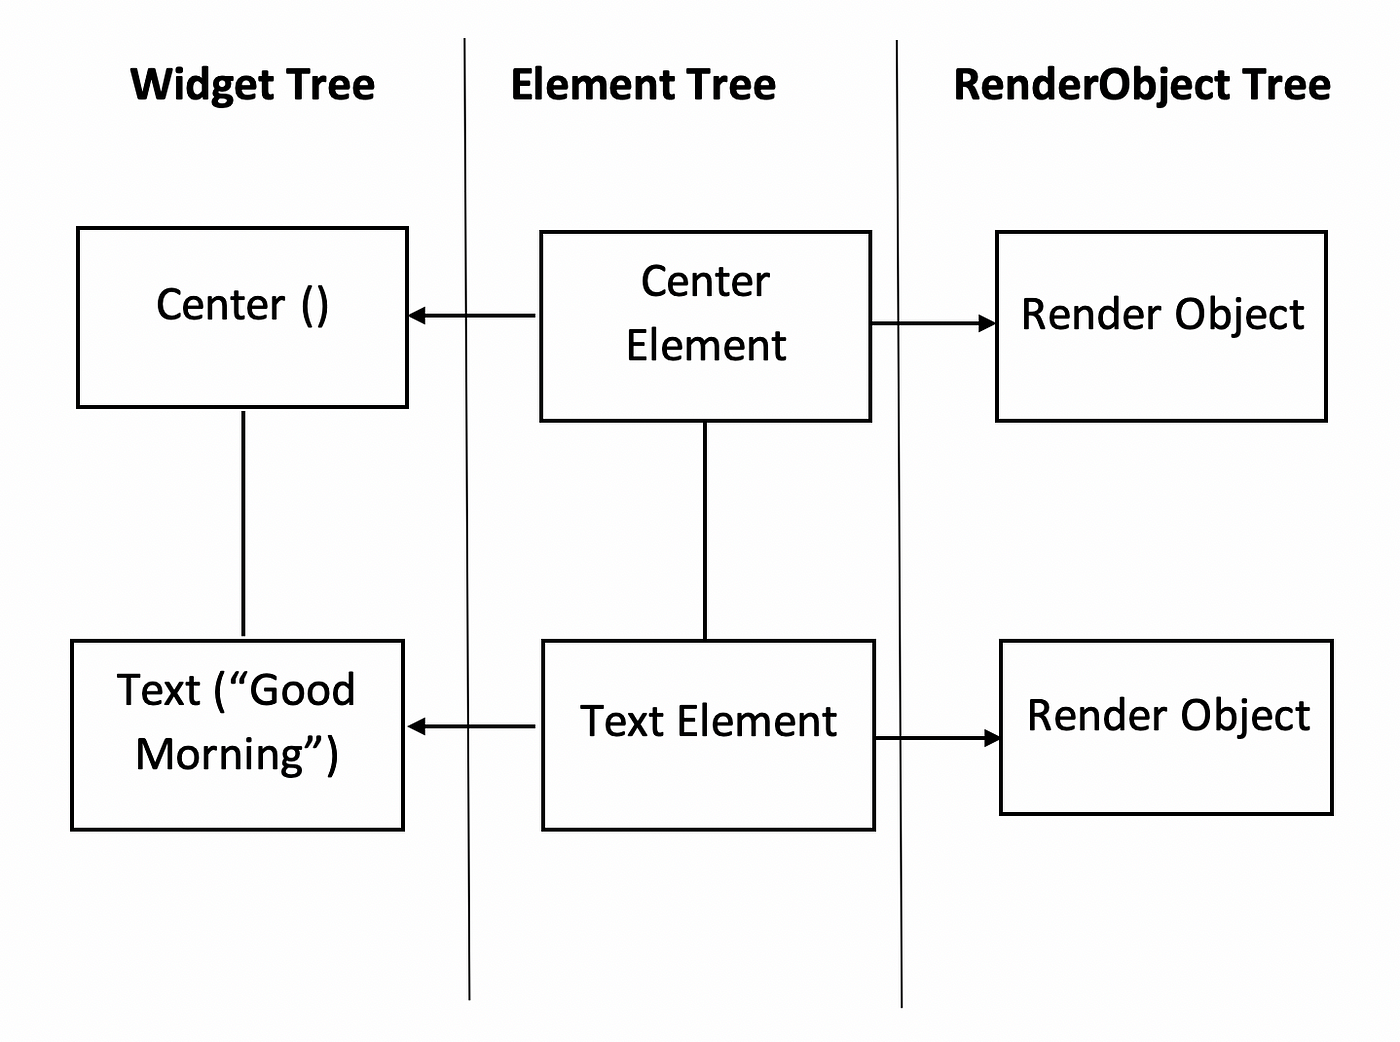 Widget Tree
Element Tree
RenderObject Tree
Center ()
Center
Element
Render Object
Text (“Good
Morning”)
Text Element
Render Object